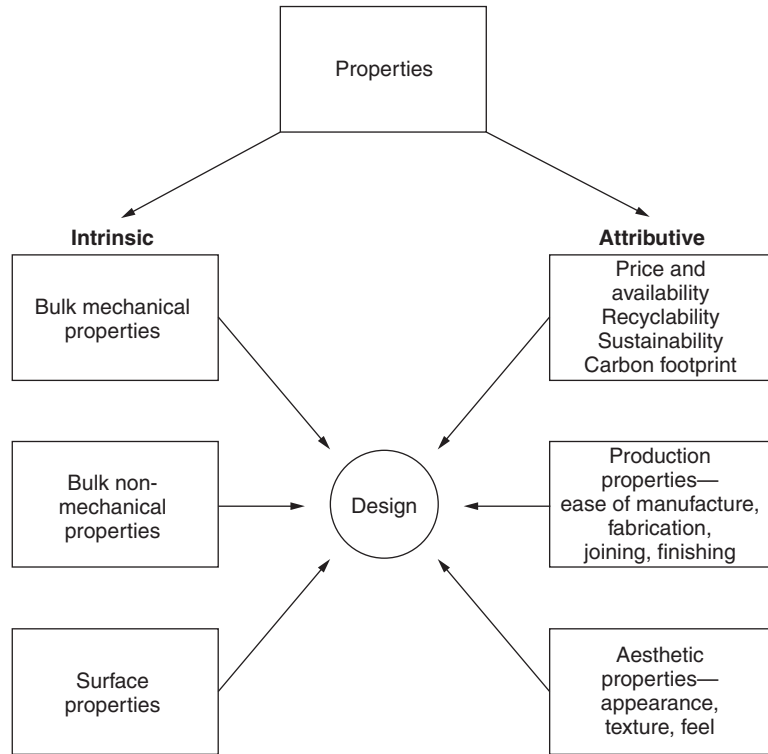 Properties
Intrinsic
Attributive
Bulk mechanical
properties
Price and
availability
Recyclability
Sustainability
Carbon footprint
Bulk non-
mechanical
properties
Design
Production
properties—
ease of manufacture,
fabrication,
joining, finishing
Surface
properties
Aesthetic
properties—
appearance,
texture, feel